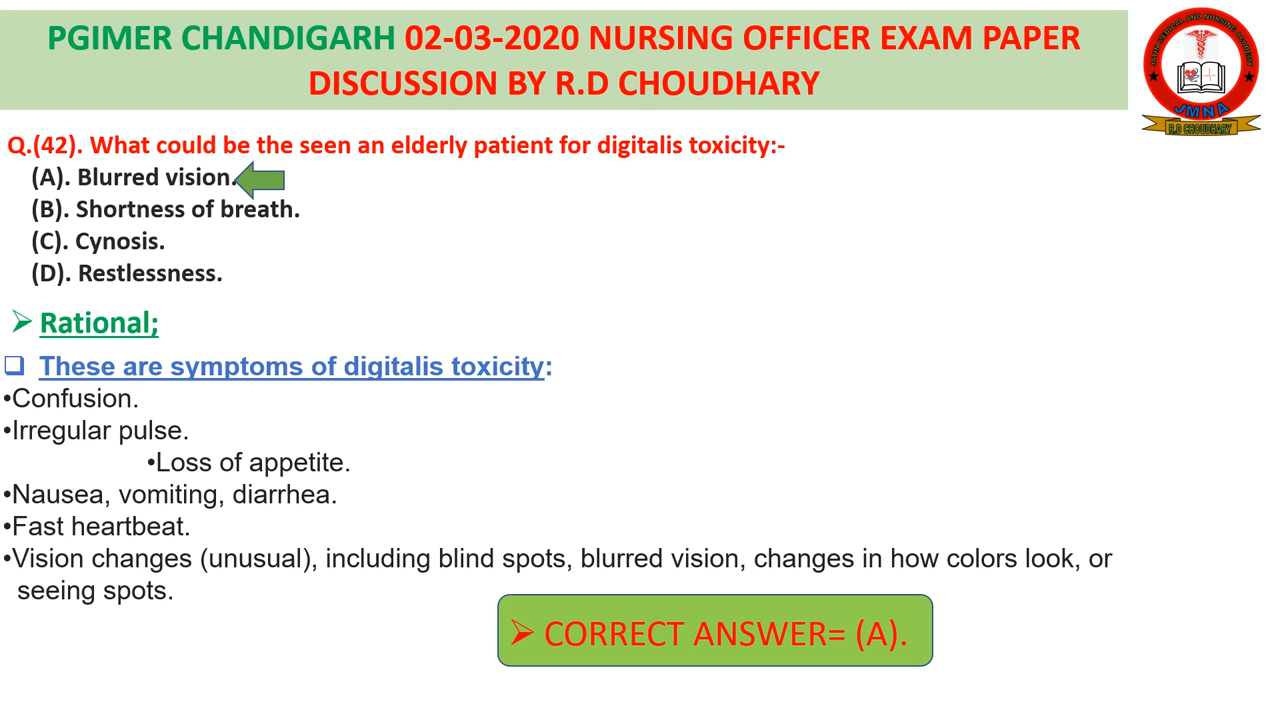 PGIMER CHANDIGARH 02-03-2020 NURSING OFFICER EXAM PAPER
DISCUSSION BY R.D CHOUDHARY
JMNA
R.D CHOUDHARY
Q.(42). What could be the seen an elderly patient for digitalis toxicity:-
(A). Blurred vision.
(B). Shortness of breath.
(C). Cynosis.
(D). Restlessness.
➢ Rational;
❑ These are symptoms of digitalis toxicity:
•Confusion.
•Irregular pulse.
•Loss of appetite.
•Nausea, vomiting, diarrhea.
•Fast heartbeat.
•Vision changes (unusual), including blind spots, blurred vision, changes in how colors look, or
seeing spots.
➢ CORRECT ANSWER= (A).